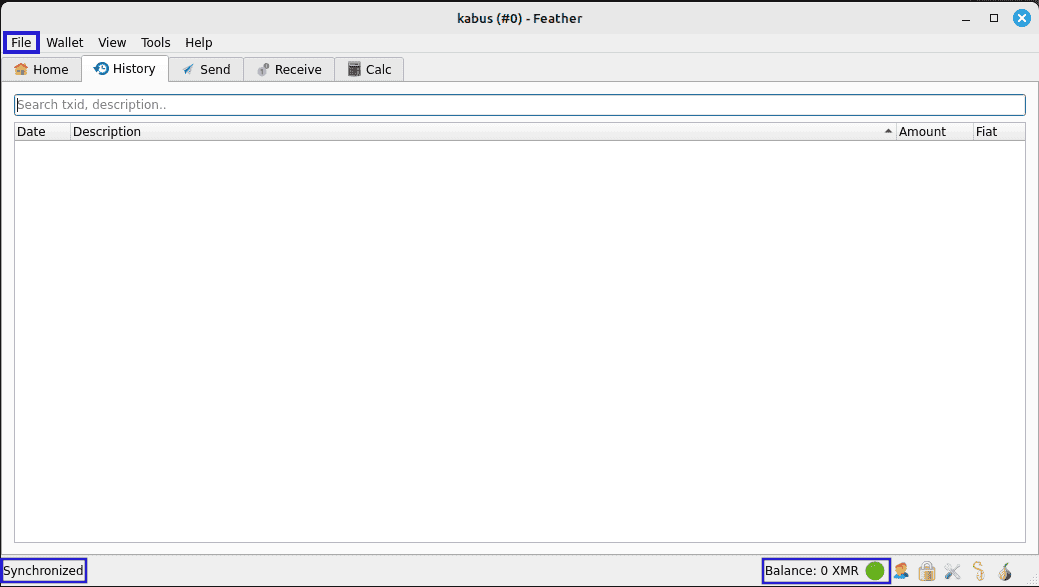 kabus (#0) - Feather
File Wallet View Tools Help
Home History Send Receive Calc
Search txid, description..
Date Description Amount Fiat
Synchronized Balance: 0 XMR